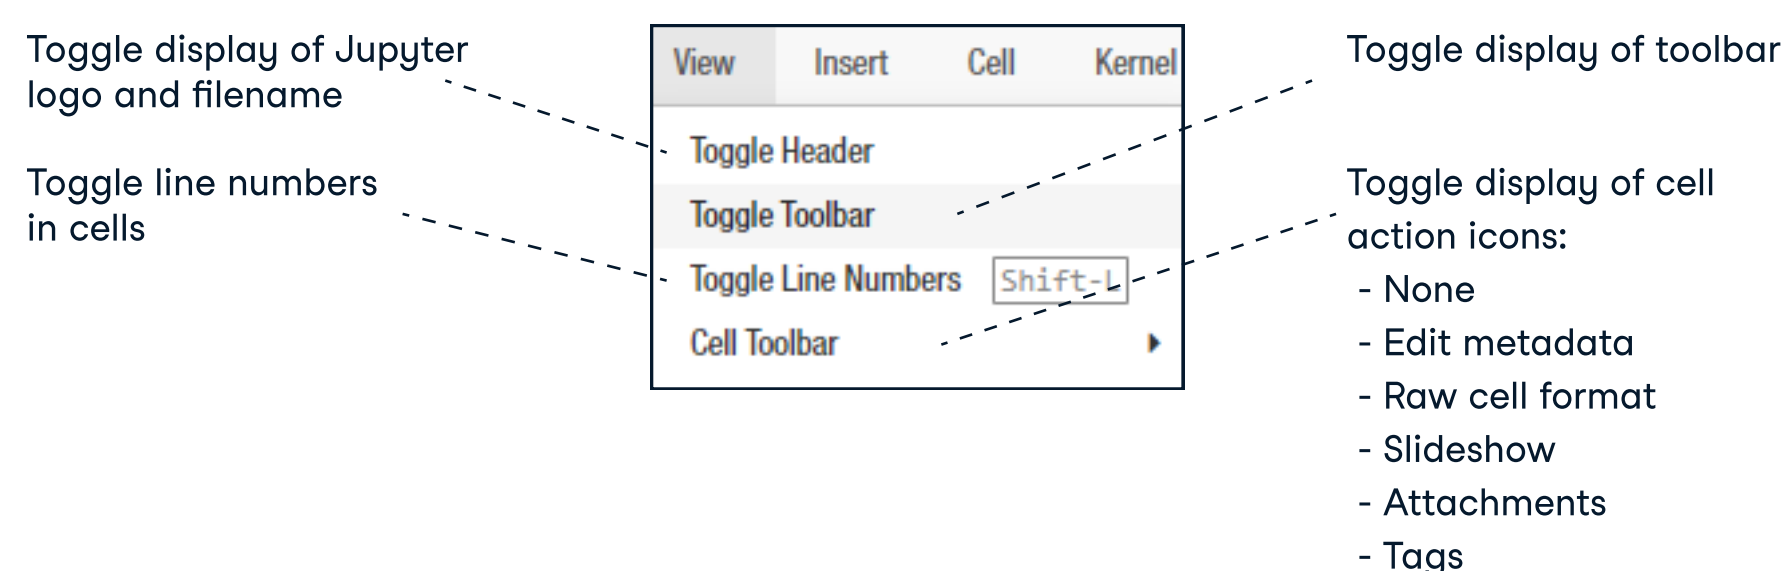 Toggle display of Jupyter
logo and filename
Toggle line numbers
in cells
View Insert Cell Kernel
Toggle Header
Toggle Toolbar
Toggle Line Numbers Shift-L
Cell Toolbar
Toggle display of toolbar
Toggle display of cell
action icons:
- None
- Edit metadata
- Raw cell format
- Slideshow
- Attachments
- Tags